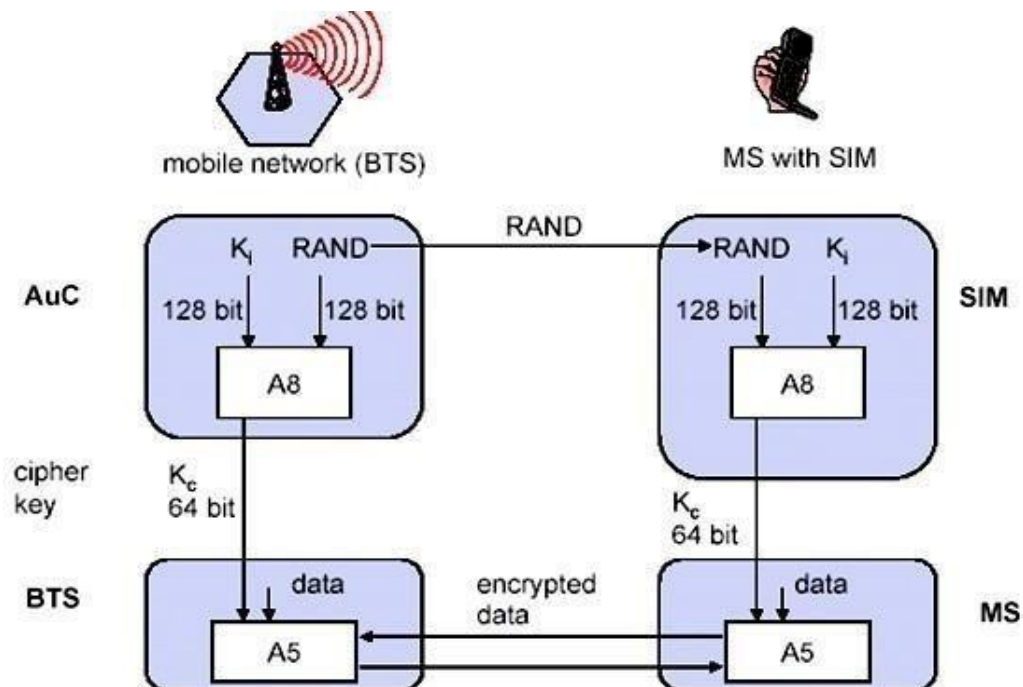 mobile network (BTS)
MS with SIM
RAND
AuC
Ki RAND
128 bit 128 bit
A8
RAND Ki
128 bit 128 bit
A8
SIM
cipher
key
Kc
64 bit
Kc
64 bit
BTS
data
A5
encrypted
data
data
A5
MS